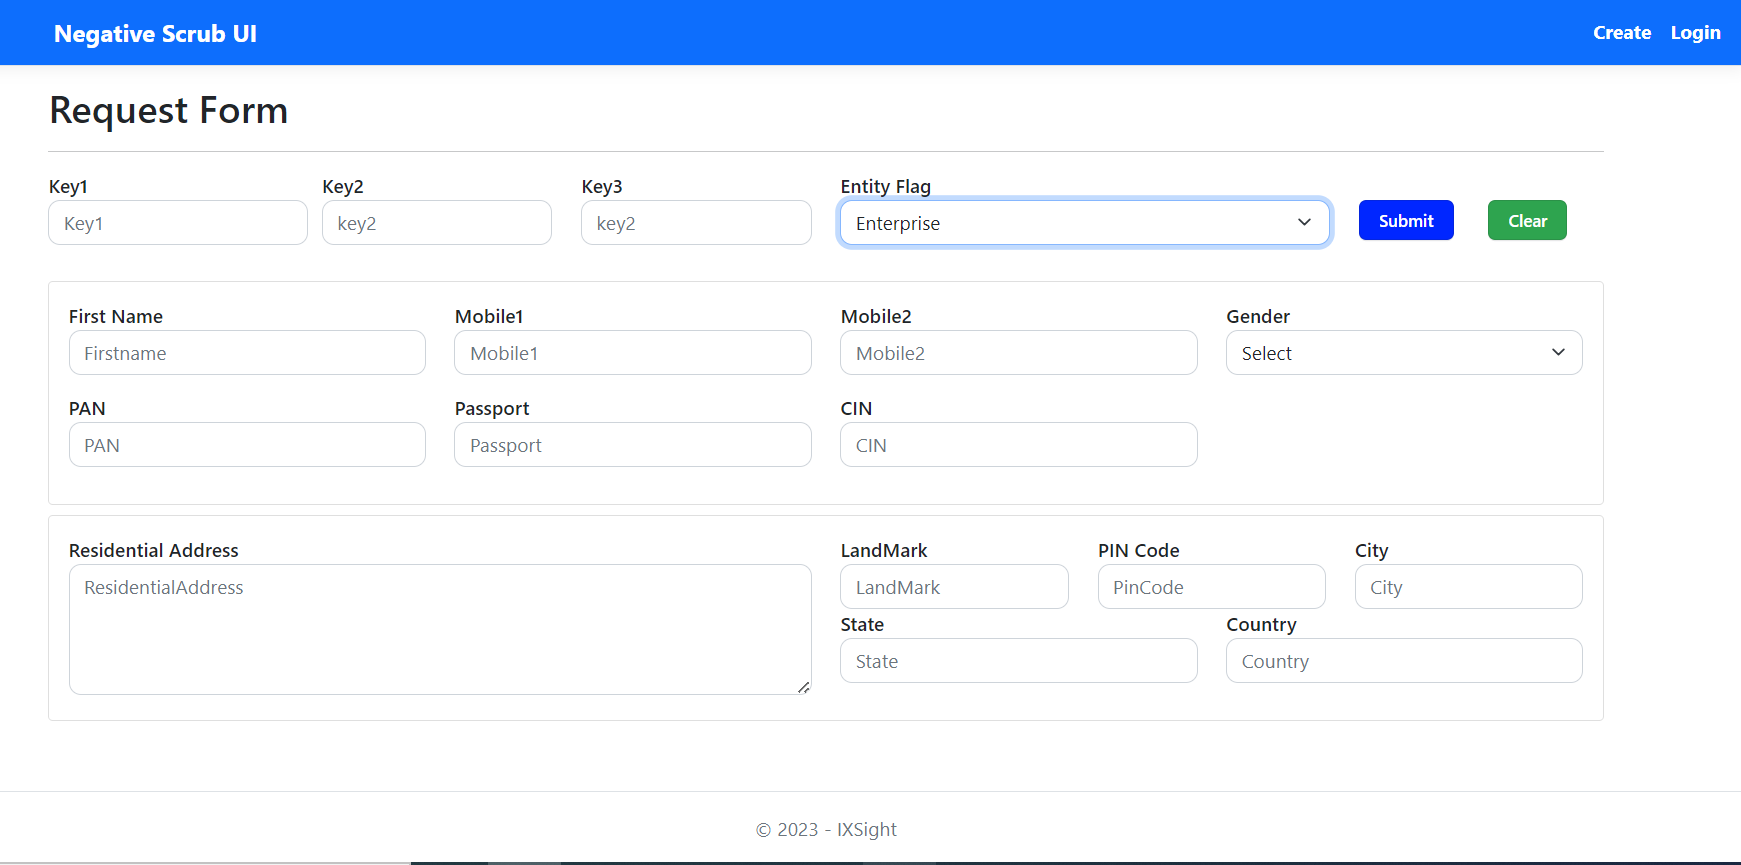 Negative Scrub UI Create Login
Request Form
Key1 Key2 Key3 Entity Flag
Key1 key2 key2 Enterprise Submit Clear
First Name Mobile1 Mobile2 Gender
Firstname Mobile1 Mobile2 Select
PAN Passport CIN
PAN Passport CIN
Residential Address LandMark PIN Code City
ResidentialAddress LandMark PinCode City
State Country
State Country
© 2023 - IXSight